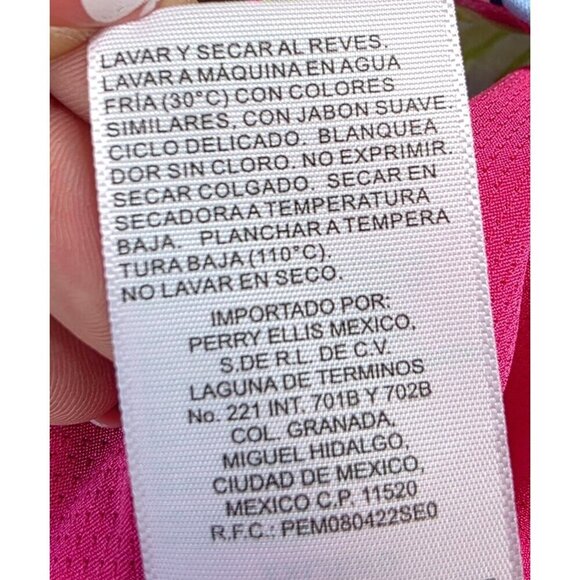 LAVAR Y SECAR AL REVES.
LAVAR A MÁQUINA EN AGUA
FRÍA (30°C) CON COLORES
SIMILARES, CON JABON SUAVE.
CICLO DELICADO. BLANQUEA
DOR SIN CLORO. NO EXPRIMIR.
SECAR COLGADO. SECAR EN
SECADORA A TEMPERATURA
BAJA. PLANCHAR A TEMPERA
TURA BAJA (110°C).
NO LAVAR EN SECO.
IMPORTADO POR:
PERRY ELLIS MEXICO,
S.DE R.L. DE C.V.
LAGUNA DE TERMINOS
No. 221 INT. 701B Y 702B
COL. GRANADA,
MIGUEL HIDALGO,
CIUDAD DE MEXICO,
MEXICO C.P. 11520
R.F.C.: PEM080422SE0